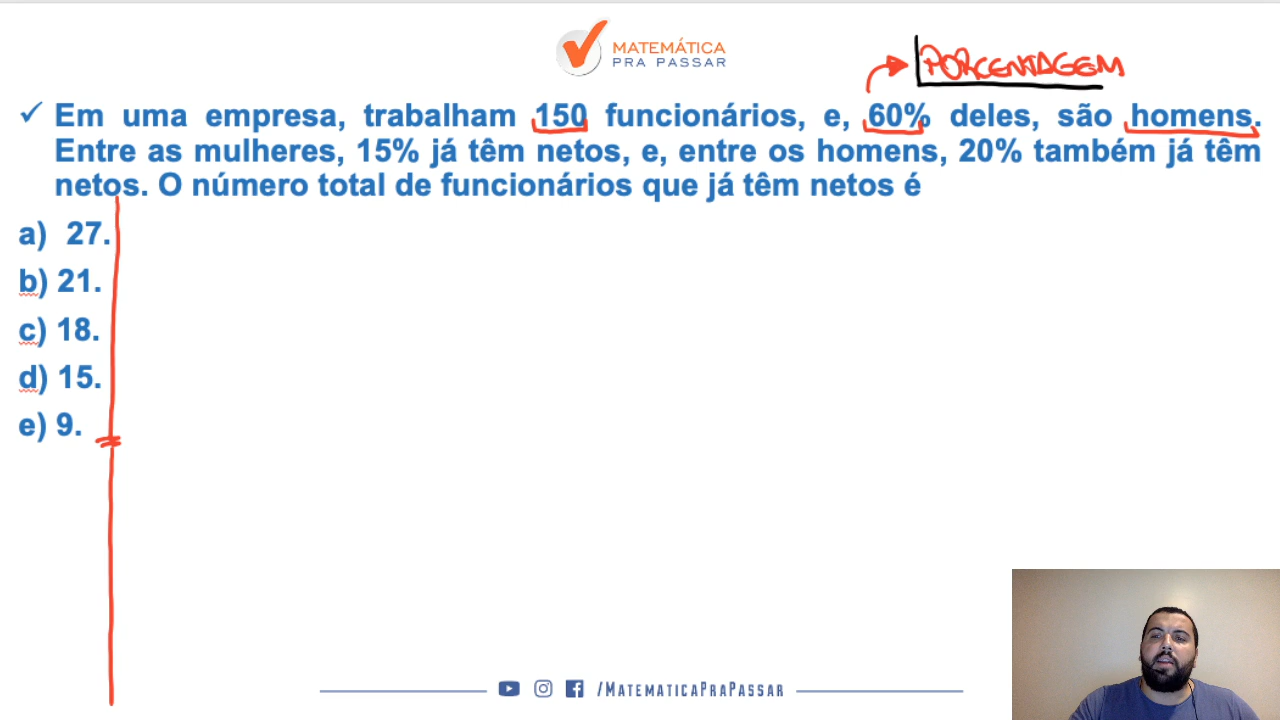 MATEMÁTICA
PRA PASSAR
PORCENTAGEM
✓ Em uma empresa, trabalham 150 funcionários, e, 60% deles, são homens.
Entre as mulheres, 15% já têm netos, e, entre os homens, 20% também já têm
netos. O número total de funcionários que já têm netos é
a) 27.
b) 21.
c) 18.
d) 15.
e) 9.
/MATEMATICAPRAPASSAR